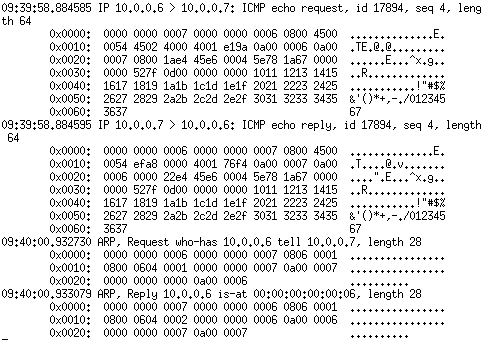 09:39:58.884585 IP 10.0.0.6 > 10.0.0.7: ICMP echo request, id 17894, seq 4, leng
th 64
0x0000: 0000 0000 0007 0000 0000 0006 0800 4500 ..............E.
0x0010: 0054 4502 4000 4001 e19a 0a00 0006 0a00 .TE.@.@.........
0x0020: 0007 0800 1ae4 45e6 0004 5e78 1a67 0000 ......E...^x.g..
0x0030: 0000 527f 0d00 0000 0000 1011 1213 1415 ..R.............
0x0040: 1617 1819 1a1b 1c1d 1e1f 2021 2223 2425 ...........!"#$%
0x0050: 2627 2829 2a2b 2c2d 2e2f 3031 3233 3435 &'()*+,-./012345
0x0060: 3637 67
09:39:58.884595 IP 10.0.0.7 > 10.0.0.6: ICMP echo reply, id 17894, seq 4, length
64
0x0000: 0000 0000 0006 0000 0000 0007 0800 4500 ..............E.
0x0010: 0054 efa8 0000 4001 76f4 0a00 0007 0a00 .T....@.v.......
0x0020: 0006 0000 22e4 45e6 0004 5e78 1a67 0000 ....".E...^x.g..
0x0030: 0000 527f 0d00 0000 0000 1011 1213 1415 ..R.............
0x0040: 1617 1819 1a1b 1c1d 1e1f 2021 2223 2425 ...........!"#$%
0x0050: 2627 2829 2a2b 2c2d 2e2f 3031 3233 3435 &'()*+,-./012345
0x0060: 3637 67
09:40:00.932730 ARP, Request who-has 10.0.0.6 tell 10.0.0.7, length 28
0x0000: 0000 0000 0006 0000 0000 0007 0806 0001 ................
0x0010: 0800 0604 0001 0000 0000 0007 0a00 0007 ................
0x0020: 0000 0000 0000 0a00 0006 ..........
09:40:00.933079 ARP, Reply 10.0.0.6 is-at 00:00:00:00:00:06, length 28
0x0000: 0000 0000 0007 0000 0000 0006 0806 0001 ................
0x0010: 0800 0604 0002 0000 0000 0006 0a00 0006 ................
0x0020: 0000 0000 0007 0a00 0007 ..........